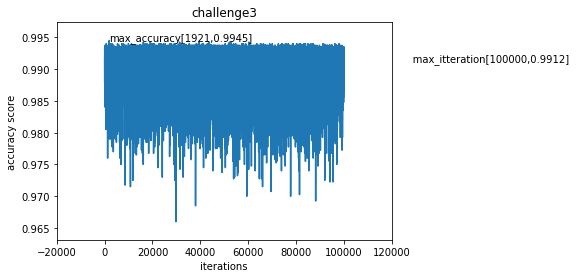 challenge3
0.995
0.990
0.985
0.980
0.975
0.970
0.965
accuracy score
max_accuracy[1921,0.9945]
max_itteration[100000,0.9912]
−20000 0 20000 40000 60000 80000 100000 120000
iterations